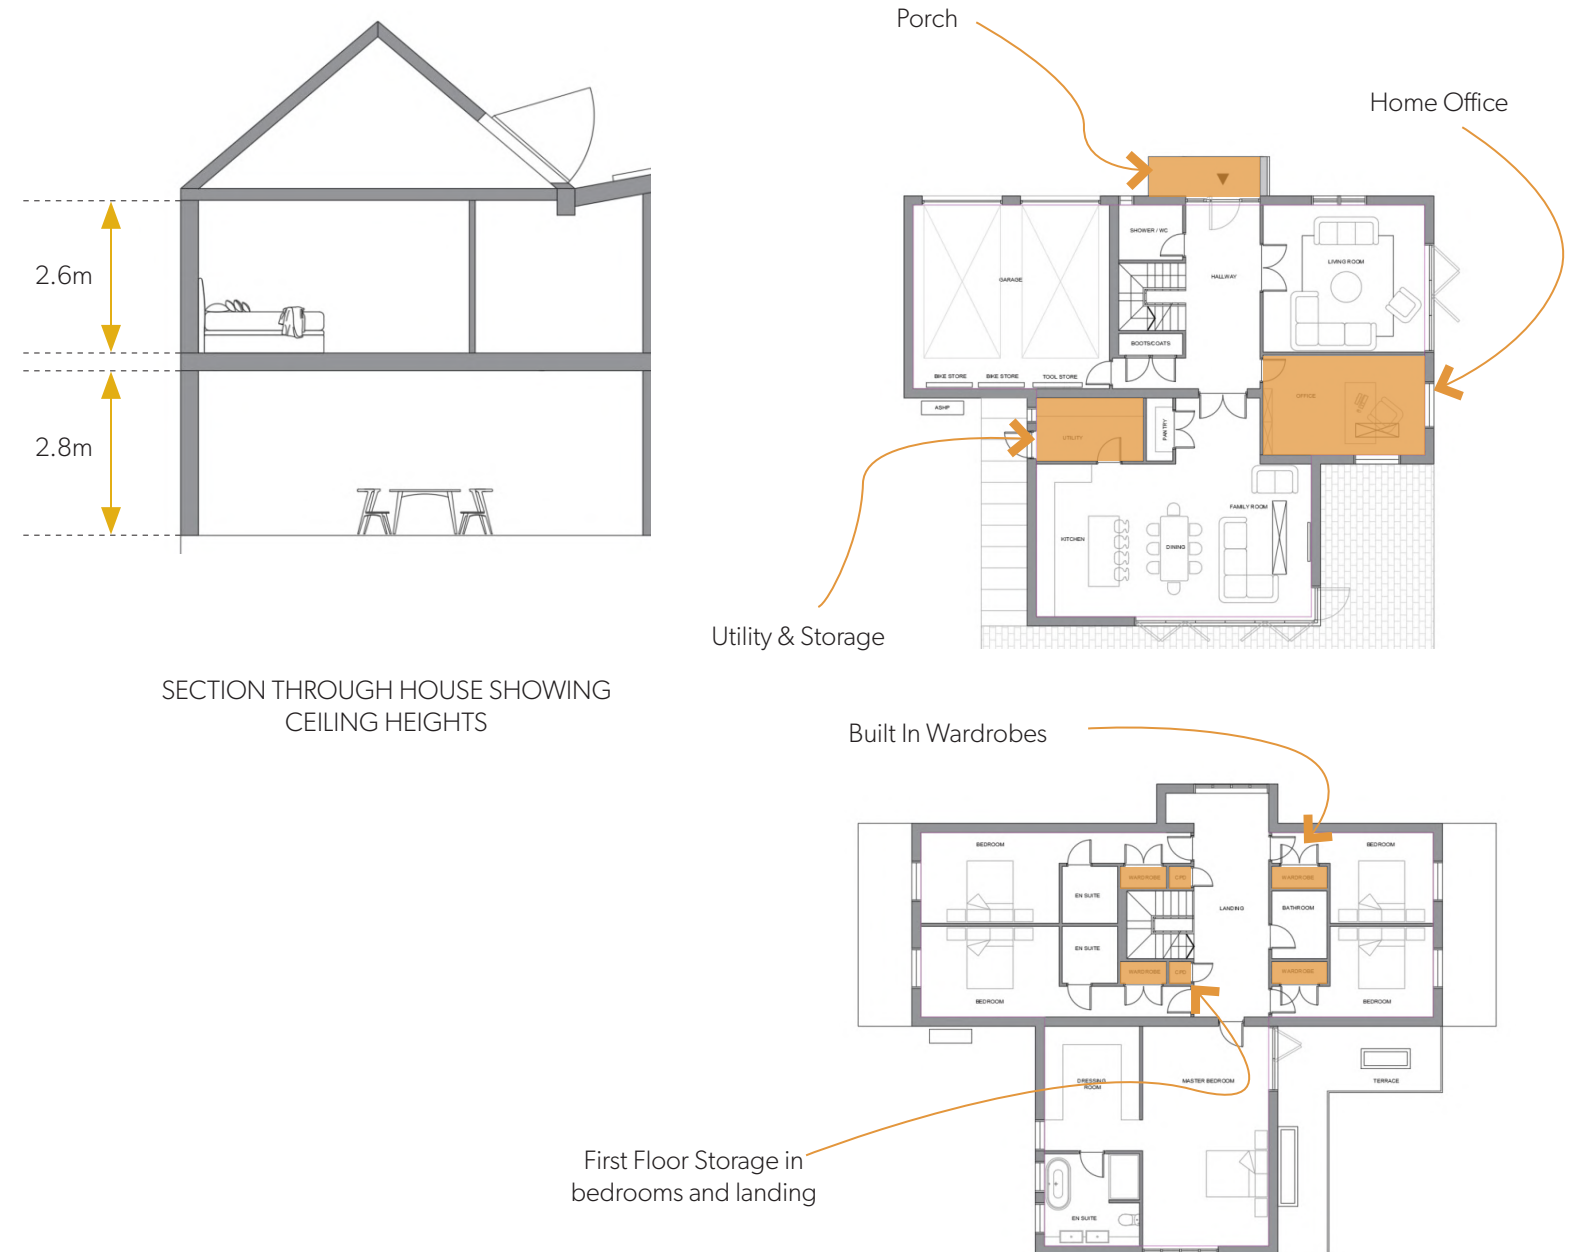 Porch
Home Office
2.6m
2.8m
SHOWER / WC
LIVING ROOM
GARAGE
HALLWAY
BOOTS/COATS
BIKE STORE
BIKE STORE
TOOL STORE
OFFICE
ASHP
UTILITY
PANTRY
FAMILY ROOM
KITCHEN
DINING
Utility & Storage
SECTION THROUGH HOUSE SHOWING
CEILING HEIGHTS
Built In Wardrobes
BEDROOM
BEDROOM
WARDROBE
CPD
WARDROBE
EN SUITE
LANDING
BATHROOM
EN SUITE
WARDROBE
CPD
WARDROBE
BEDROOM
BEDROOM
DRESSING
ROOM
MASTER BEDROOM
TERRACE
First Floor Storage in
bedrooms and landing
EN SUITE